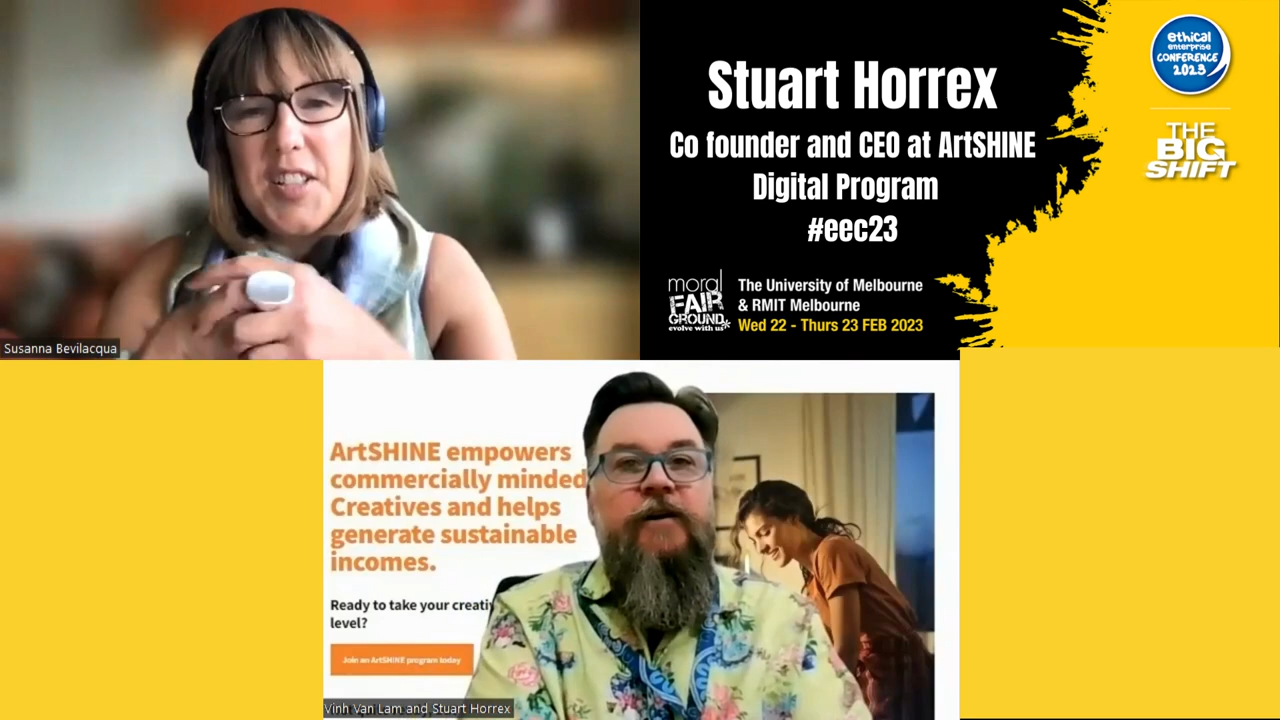 Susanna Bevilacqua
Stuart Horrex
Co founder and CEO at ArtSHINE
Digital Program
#eec23
moral
FAIR
GROUND
evolve with us
The University of Melbourne
& RMIT Melbourne
Wed 22 - Thurs 23 FEB 2023
ethical
enterprise
CONFERENCE
2023
THE
BIG
SHIFT
ArtSHINE empowers
commercially minded
Creatives and helps
generate sustainable
incomes.
Ready to take your creativ
level?
Join an ArtSHINE program today
Vinh Van Lam and Stuart Horrex